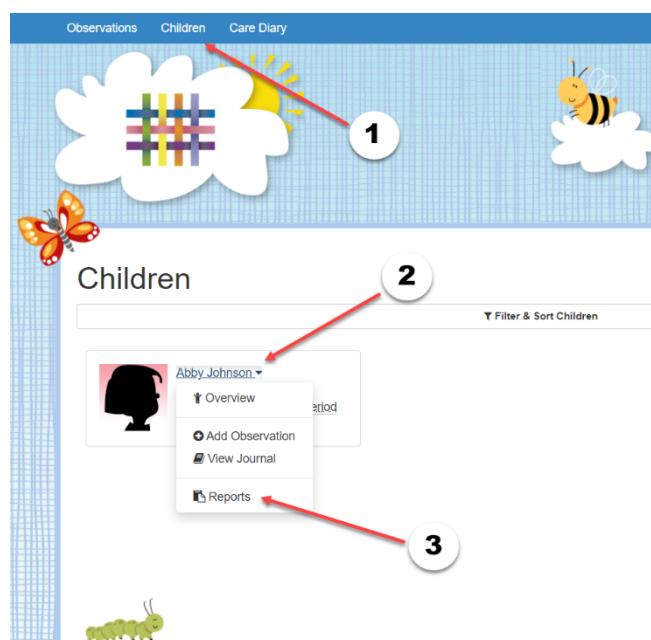 Observations Children Care Diary
1
Children
2
Filter & Sort Children
Abby Johnson
Overview
eriod
Add Observation
View Journal
Reports
3